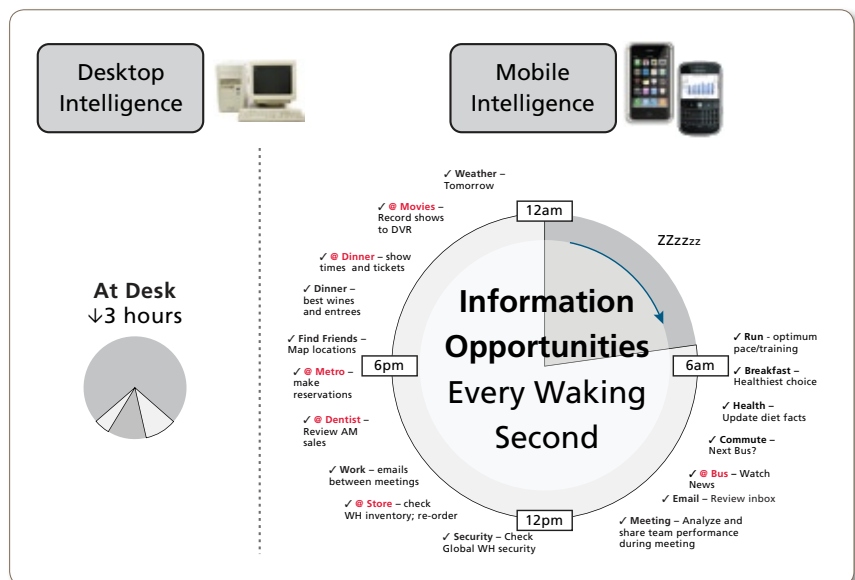 Desktop
Intelligence
Mobile
Intelligence
At Desk
↓3 hours
12am
6am
12pm
6pm
Information
Opportunities
Every Waking
Second
ZZzzzz
✓ Run - optimum
pace/training
✓ Breakfast –
Healthiest choice
✓ Health –
Update diet facts
✓ Commute –
Next Bus?
✓ @ Bus – Watch
News
✓ Email – Review inbox
✓ Meeting – Analyze and
share team performance
during meeting
✓ Security – Check
Global WH security
✓ @ Store – check
WH inventory; re-order
✓ Work – emails
between meetings
✓ @ Dentist –
Review AM
sales
✓ @ Metro –
make
reservations
✓ Find Friends –
Map locations
✓ Dinner –
best wines
and entrees
✓ @ Dinner – show
times and tickets
✓ @ Movies –
Record shows
to DVR
✓ Weather –
Tomorrow